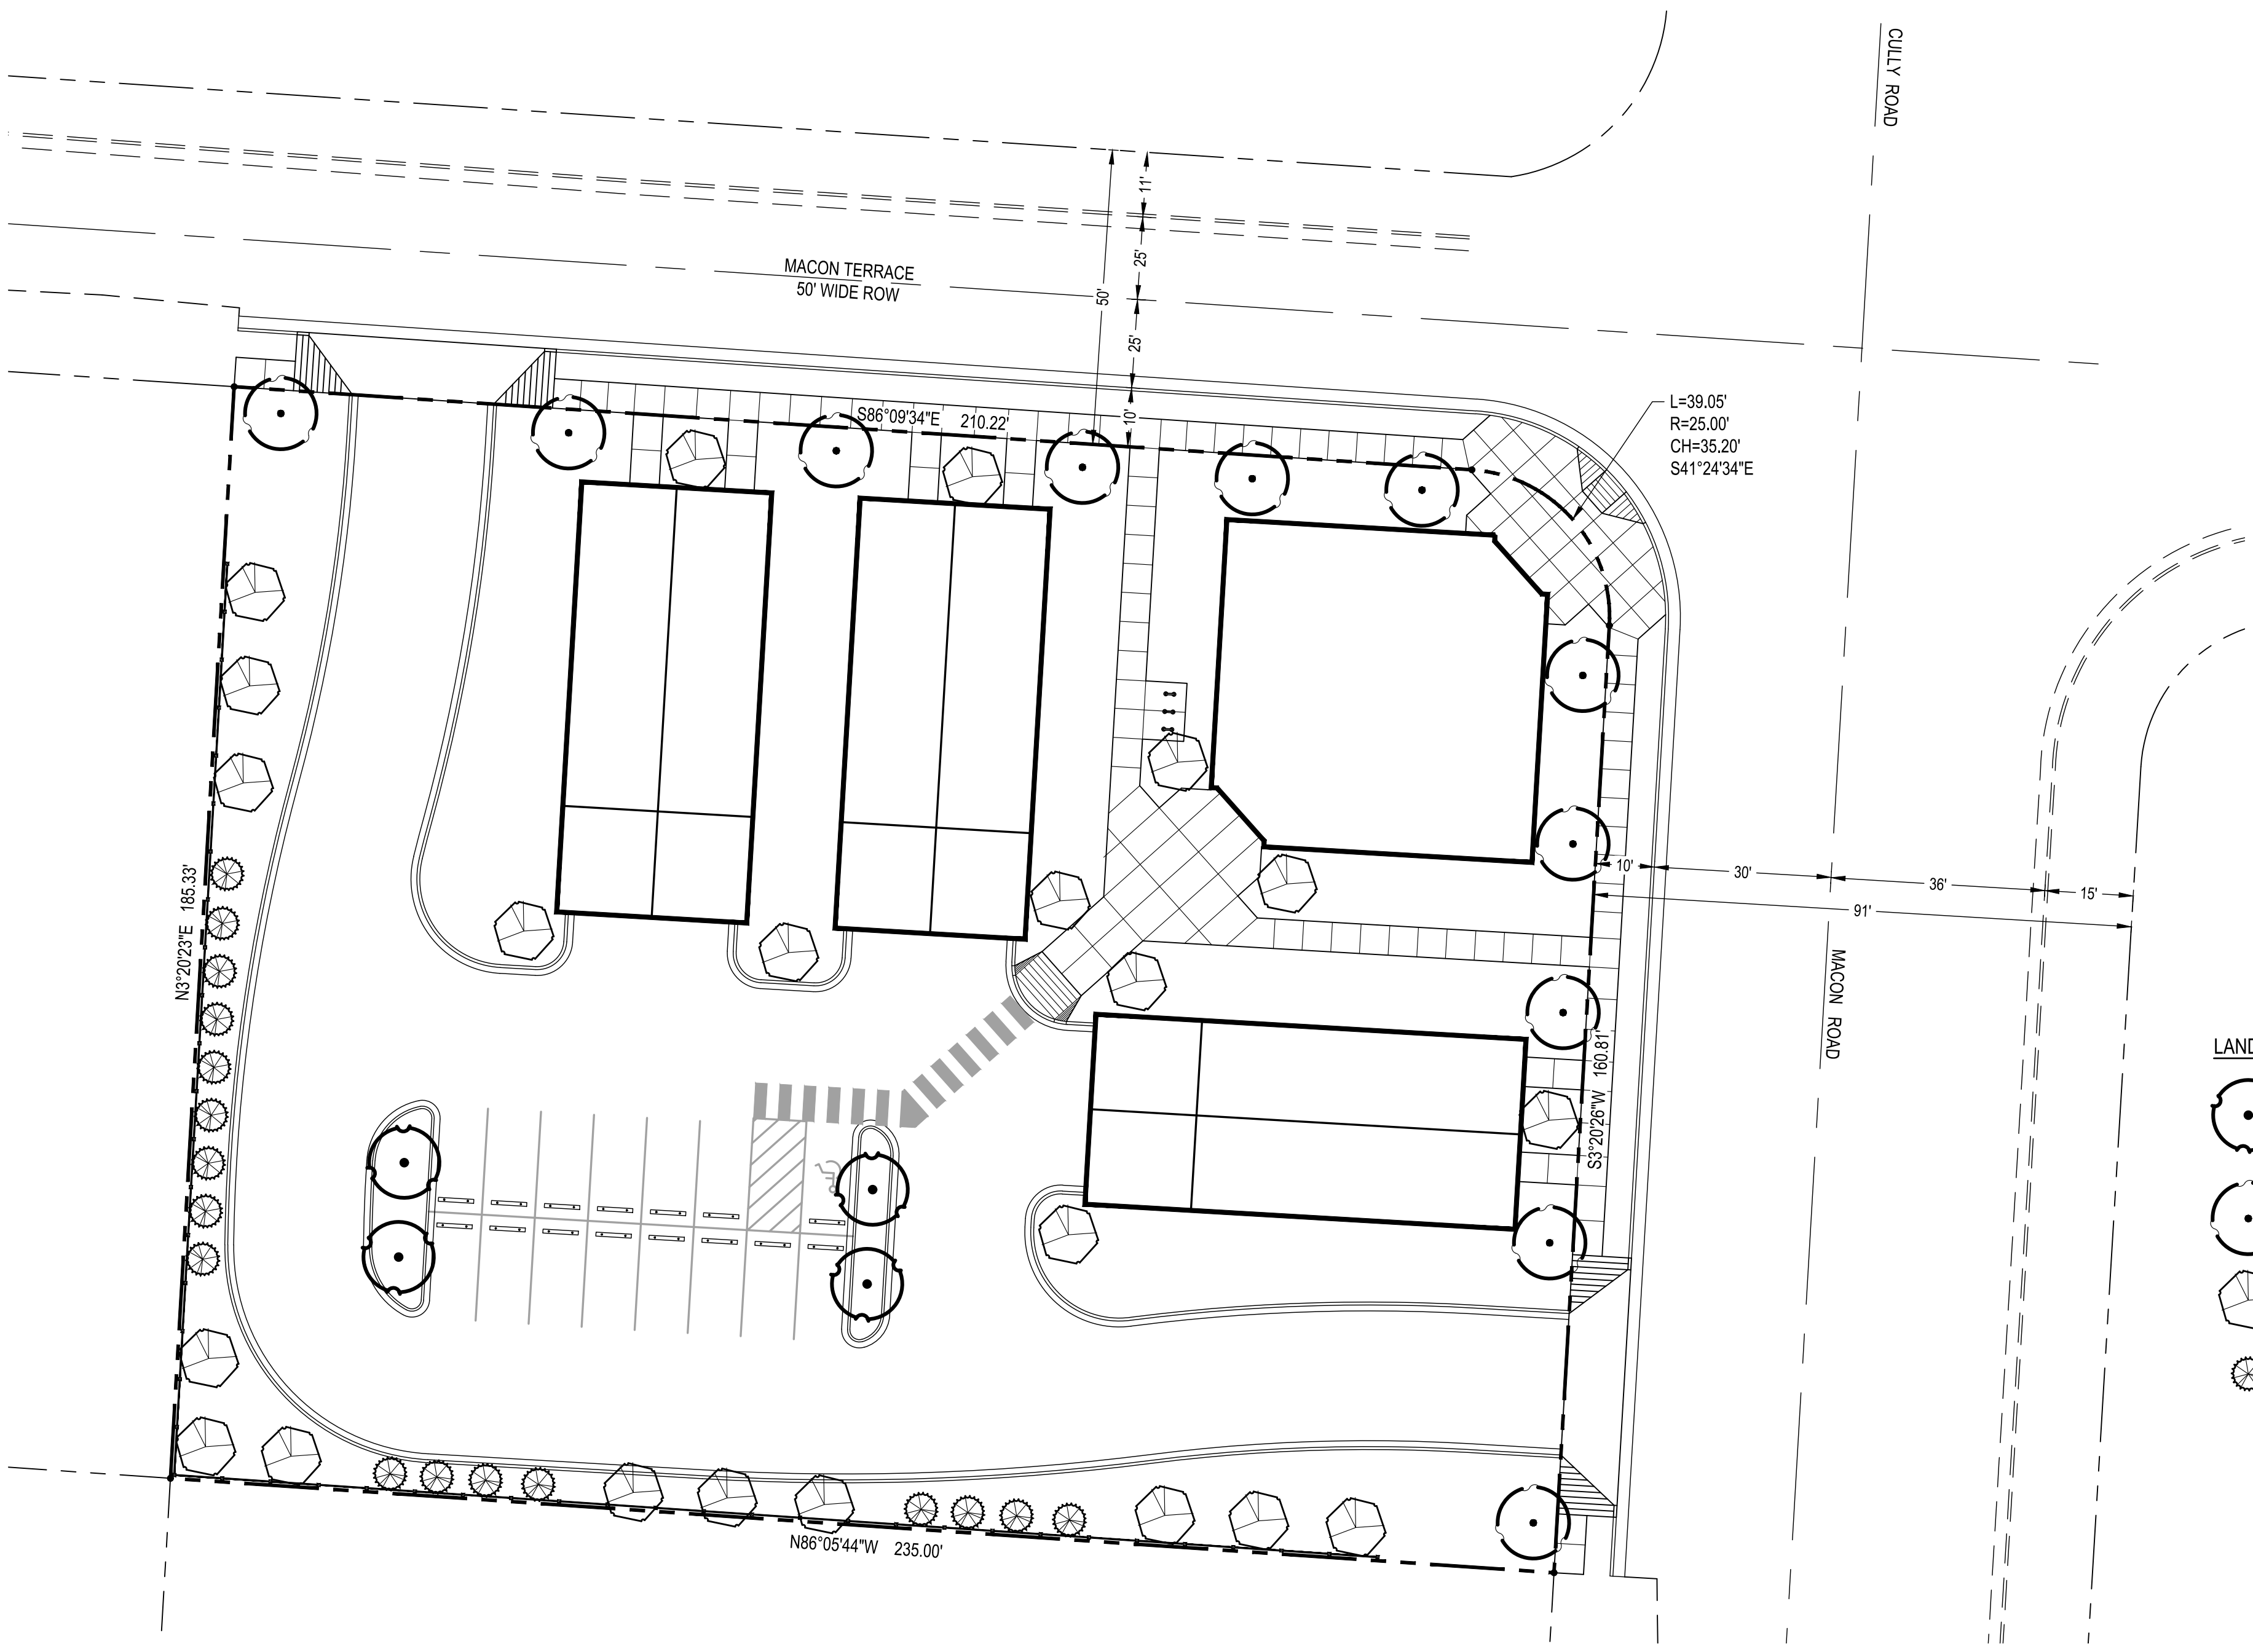 CULLY ROAD
11'
25'
MACON TERRACE
50' WIDE ROW
50'
25'
10'
L=39.05'
R=25.00'
CH=35.20'
S41°24'34"E
S86°09'34"E 210.22'
N3°20'23"E 185.33'
10'
30'
36'
15'
91'
MACON ROAD
S3°20'26"W 160.81'
N86°05'44"W 235.00'